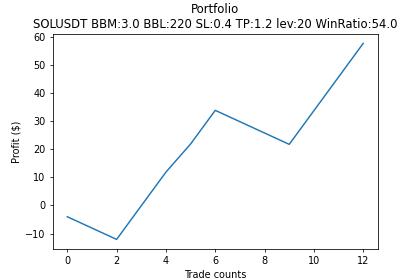 Portfolio
SOLUSDT BBM:3.0 BBL:220 SL:0.4 TP:1.2 lev:20 WinRatio:54.0
60
50
40
30
20
10
0
−10
Profit ($)
0 2 4 6 8 10 12
Trade counts